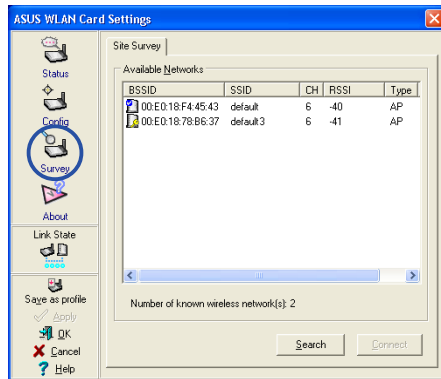 ASUS WLAN Card Settings
Status
Config
Survey
About
Link State
Save as profile
Apply
OK
Cancel
Help
Site Survey
Available Networks
BSSID SSID CH RSSI Type
00:E0:18:F4:45:43 default 6 -40 AP
00:E0:18:78:B6:37 default3 6 -41 AP
Number of known wireless network(s): 2
Search Connect